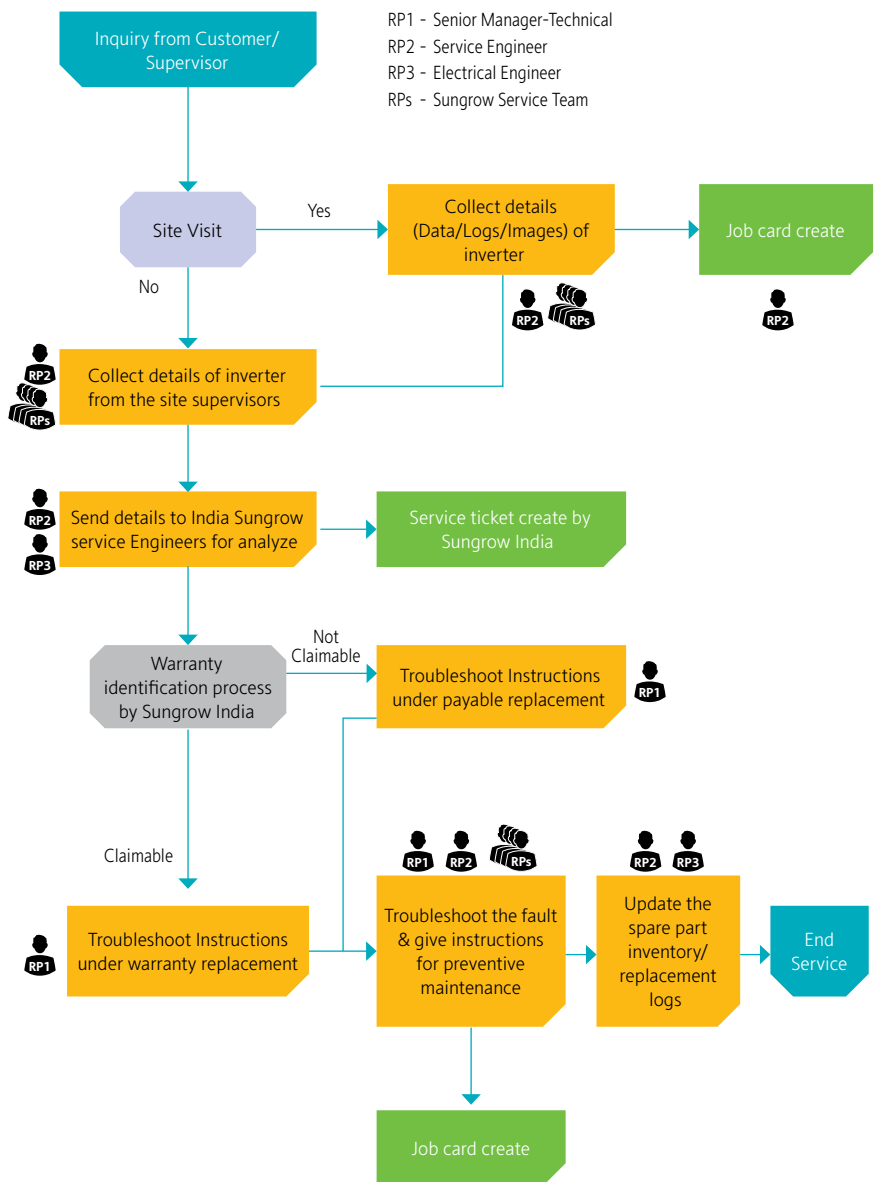 RP1 - Senior Manager-Technical
RP2 - Service Engineer
RP3 - Electrical Engineer
RPs - Sungrow Service Team
Inquiry from Customer/
Supervisor
Site Visit
Yes
Collect details
(Data/Logs/Images) of
inverter
Job card create
RP2
RPs
RP2
No
RP2
RPs
Collect details of inverter
from the site supervisors
RP2
RP3
Send details to India Sungrow
service Engineers for analyze
Service ticket create by
Sungrow India
Warranty
identification process
by Sungrow India
Not
Claimable
Troubleshoot Instructions
under payable replacement
RP1
Claimable
RP1
Troubleshoot Instructions
under warranty replacement
RP1
RP2
RPs
Troubleshoot the fault
& give instructions
for preventive
maintenance
RP2
RP3
Update the
spare part
inventory/
replacement
logs
End
Service
Job card create